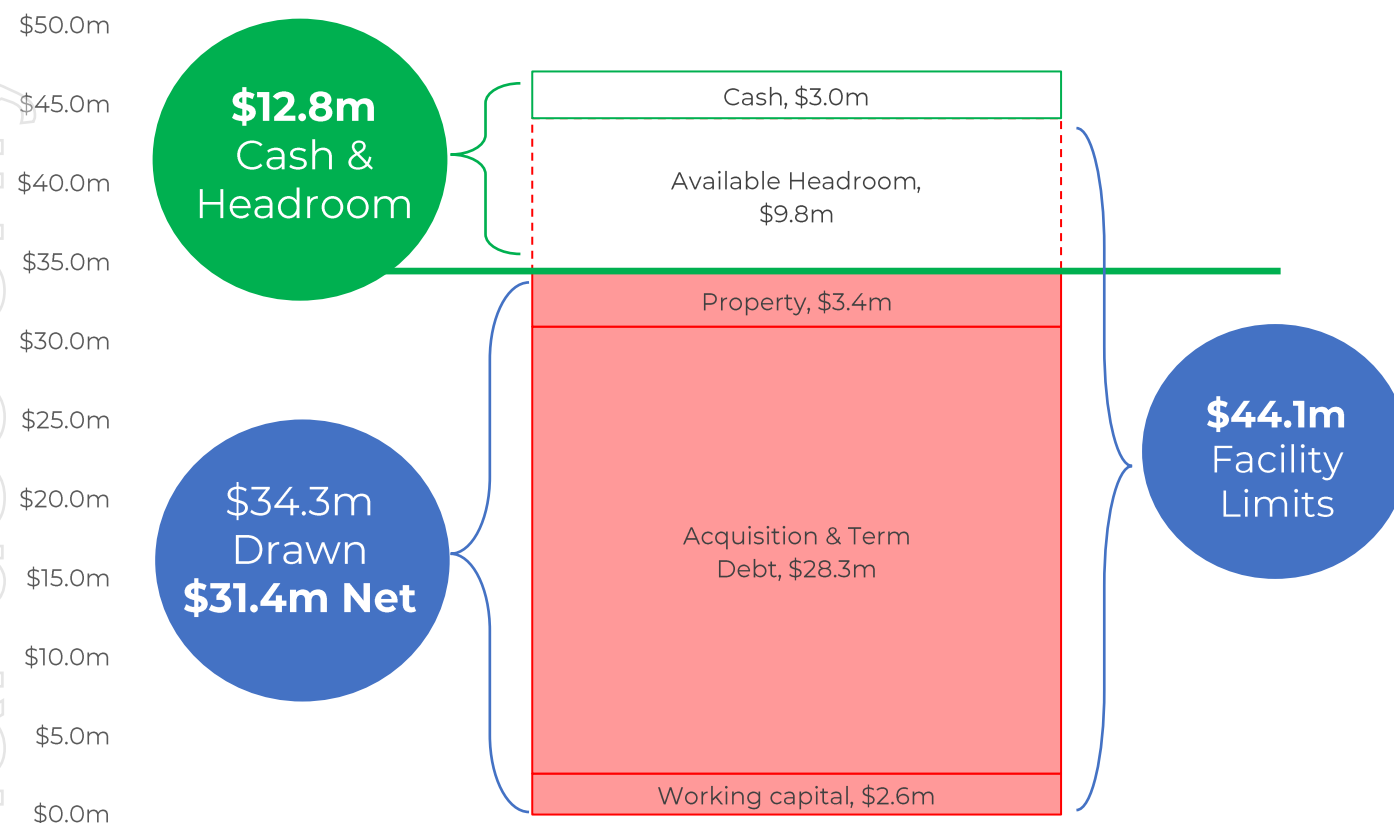 $50.0m
$45.0m
$40.0m
$35.0m
$30.0m
$25.0m
$20.0m
$15.0m
$10.0m
$5.0m
$0.0m
$12.8m
Cash &
Headroom
$34.3m
Drawn
$31.4m Net
Cash, $3.0m
Available Headroom,
$9.8m
Property, $3.4m
Acquisition & Term
Debt, $28.3m
Working capital, $2.6m
$44.1m
Facility
Limits